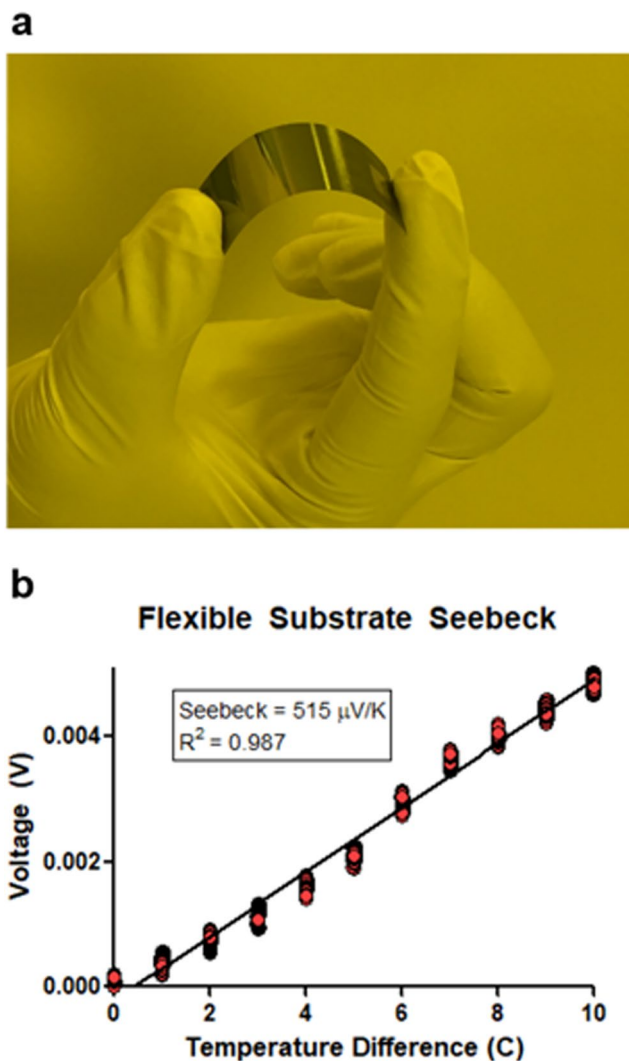 a
b
Flexible Substrate Seebeck
Seebeck = 515 μV/K
R² = 0.987
Voltage (V)
0.004
0.002
0.000
0 2 4 6 8 10
Temperature Difference (C)